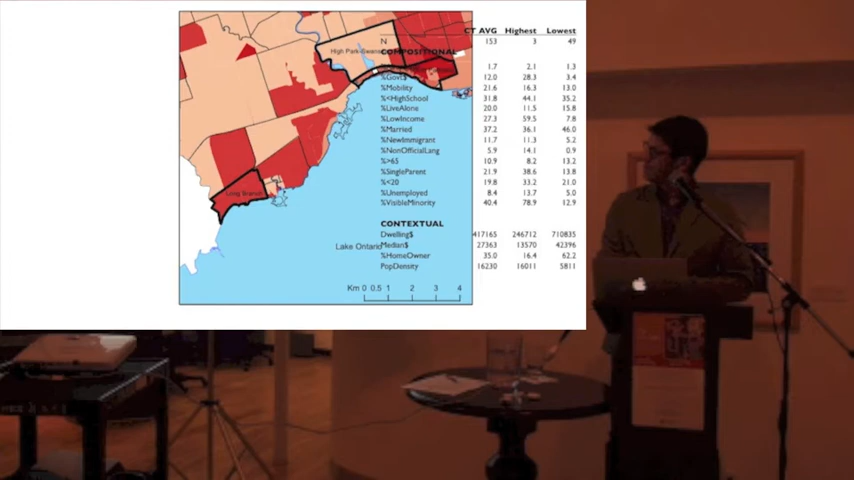 CT AVG Highest Lowest
N 153 3 49
High Park-Swansea
COMPOSITIONAL
1.7 2.1 1.3
%Govt$ 12.0 28.3 3.4
%Mobility 21.6 16.3 13.0
%<HighSchool 31.8 44.1 35.2
%LiveAlone 20.0 11.5 15.8
%LowIncome 27.3 59.5 7.8
%Married 37.2 36.1 46.0
%NewImmigrant 11.7 11.3 5.2
%NonOfficialLang 5.9 14.1 0.9
%>65 10.9 8.2 13.2
%SingleParent 21.9 38.6 13.8
%<20 19.8 33.2 21.0
%Unemployed 8.4 13.7 5.0
%VisibleMinority 40.4 78.9 12.9
Long Branch
CONTEXTUAL
Dwelling$ 417165 246712 710835
Lake Ontario
Median$ 27363 13570 42396
%HomeOwner 35.0 16.4 62.2
PopDensity 16230 16011 5811
Km 0 0.5 1 2 3 4